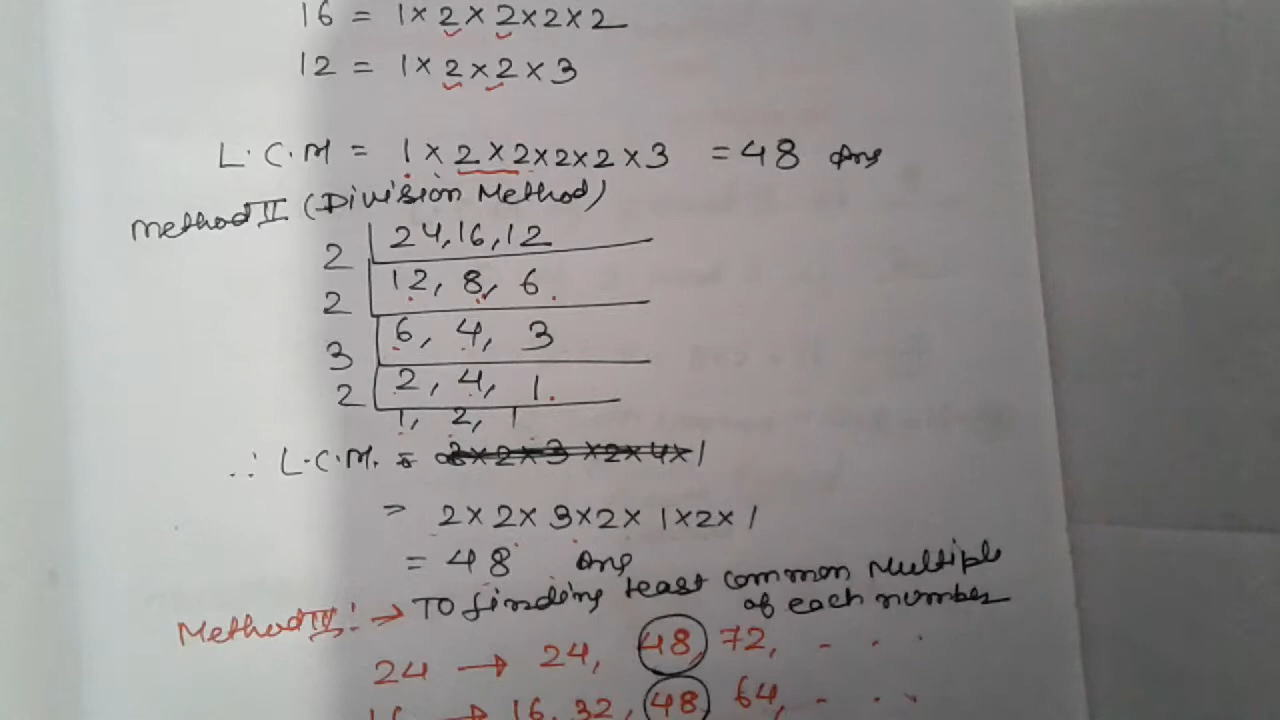 16 = 1×2×2×2×2
12 = 1×2×2×3
L.C.M = 1×2×2×2×2×3 = 48 Ans
Method II (Division Method)
2 | 24, 16, 12
2 | 12, 8, 6
3 | 6, 4, 3
2 | 2, 4, 1
1, 2, 1
∴ L.C.M. = 2×2×3×2×4×1
= 2×2×3×2×1×2×1
= 48 Ans
Method III :→ To finding least common multiple
of each number
24 → 24, 48, 72, - . .
16 → 16, 32, 48 64, - . .